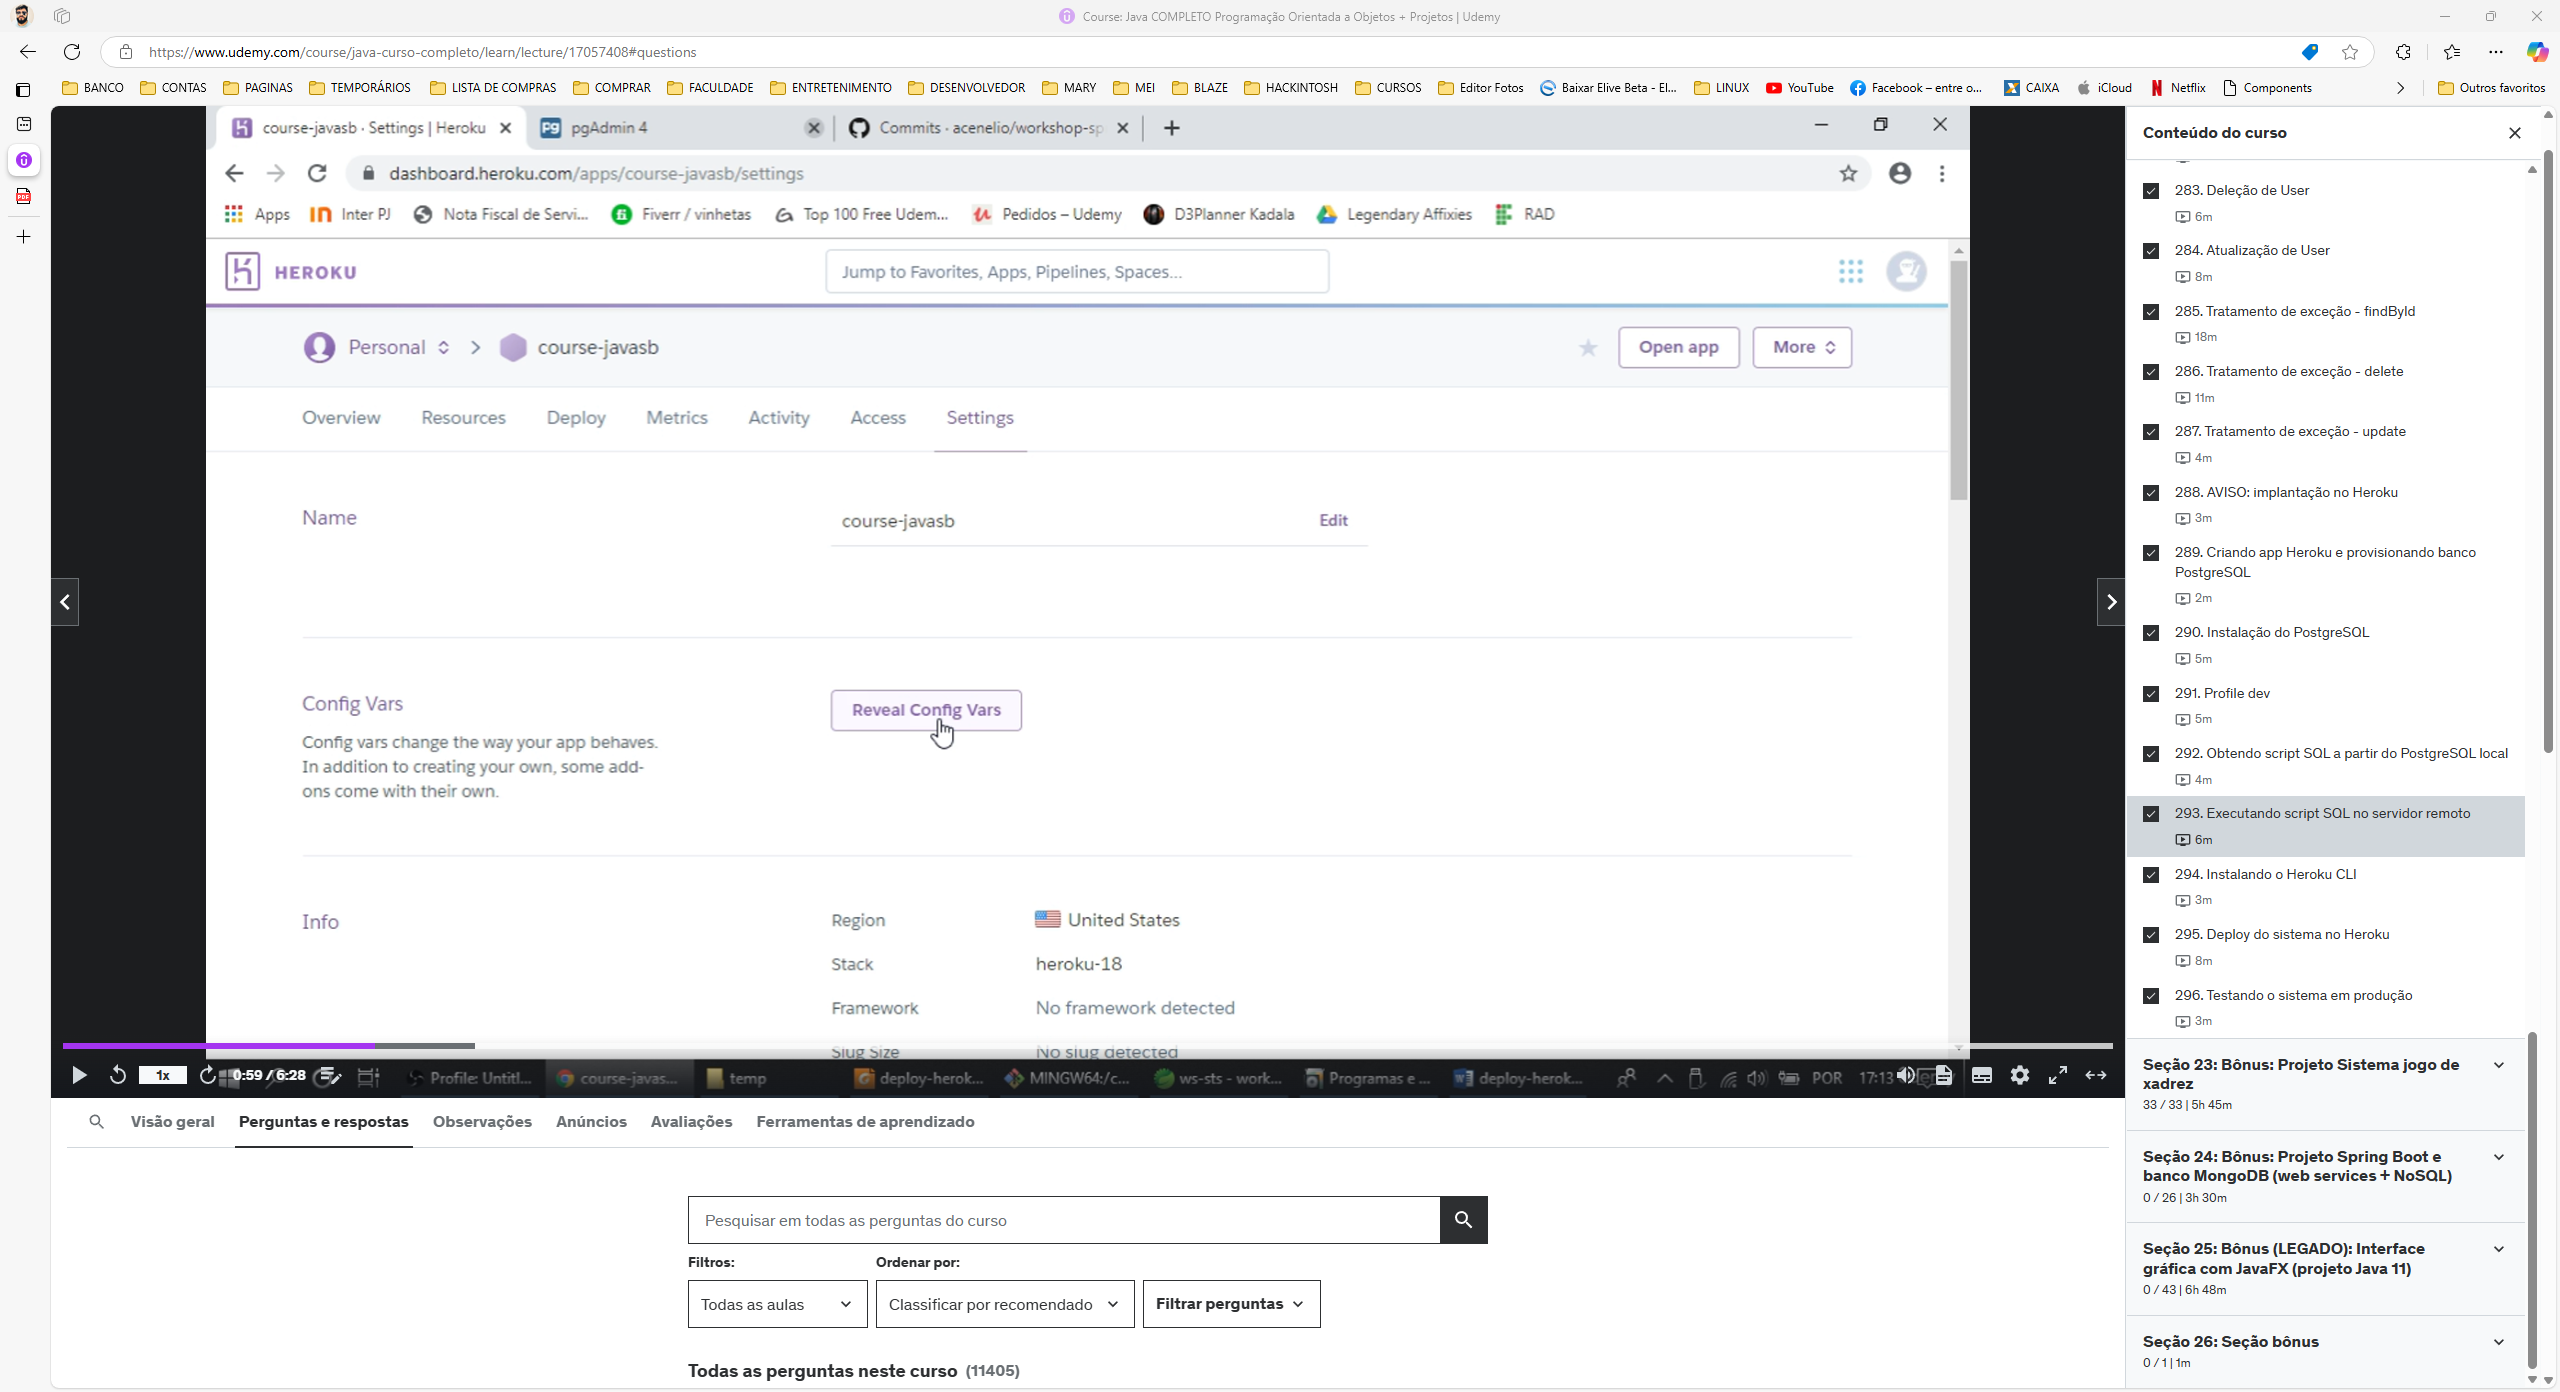 Course: Java COMPLETO Programação Orientada a Objetos + Projetos | Udemy
https://www.udemy.com/course/java-curso-completo/learn/lecture/17057408#questions
BANCO CONTAS PAGINAS TEMPORÁRIOS LISTA DE COMPRAS COMPRAR FACULDADE ENTRETENIMENTO DESENVOLVEDOR MARY MEI BLAZE HACKINTOSH CURSOS Editor Fotos Baixar Elive Beta - El... LINUX YouTube Facebook – entre o... CAIXA iCloud Netflix Components Outros favoritos
course-javasb · Settings | Heroku pgAdmin 4 Commits · acenelio/workshop-sp
dashboard.heroku.com/apps/course-javasb/settings
Apps Inter PJ Nota Fiscal de Servi... Fiverr / vinhetas Top 100 Free Udem... Pedidos – Udemy D3Planner Kadala Legendary Affixies RAD
HEROKU
Jump to Favorites, Apps, Pipelines, Spaces...
Personal > course-javasb
Open app More
Overview Resources Deploy Metrics Activity Access Settings
Name course-javasb Edit
Config Vars
Reveal Config Vars
Config vars change the way your app behaves.
In addition to creating your own, some add-
ons come with their own.
Info
Region United States
Stack heroku-18
Framework No framework detected
Slug Size No slug detected
1x 0:59 / 6:28
Profile: Untitl... course-javas... temp deploy-herok... MINGW64:/c... ws-sts - work... Programas e ... deploy-herok... POR 17:13
Visão geral Perguntas e respostas Observações Anúncios Avaliações Ferramentas de aprendizado
Pesquisar em todas as perguntas do curso
Filtros: Ordenar por:
Todas as aulas Classificar por recomendado Filtrar perguntas
Todas as perguntas neste curso (11405)
Conteúdo do curso
283. Deleção de User
6m
284. Atualização de User
8m
285. Tratamento de exceção - findById
18m
286. Tratamento de exceção - delete
11m
287. Tratamento de exceção - update
4m
288. AVISO: implantação no Heroku
3m
289. Criando app Heroku e provisionando banco
PostgreSQL
2m
290. Instalação do PostgreSQL
5m
291. Profile dev
5m
292. Obtendo script SQL a partir do PostgreSQL local
4m
293. Executando script SQL no servidor remoto
6m
294. Instalando o Heroku CLI
3m
295. Deploy do sistema no Heroku
8m
296. Testando o sistema em produção
3m
Seção 23: Bônus: Projeto Sistema jogo de
xadrez
33 / 33 | 5h 45m
Seção 24: Bônus: Projeto Spring Boot e
banco MongoDB (web services + NoSQL)
0 / 26 | 3h 30m
Seção 25: Bônus (LEGADO): Interface
gráfica com JavaFX (projeto Java 11)
0 / 43 | 6h 48m
Seção 26: Seção bônus
0 / 1 | 1m